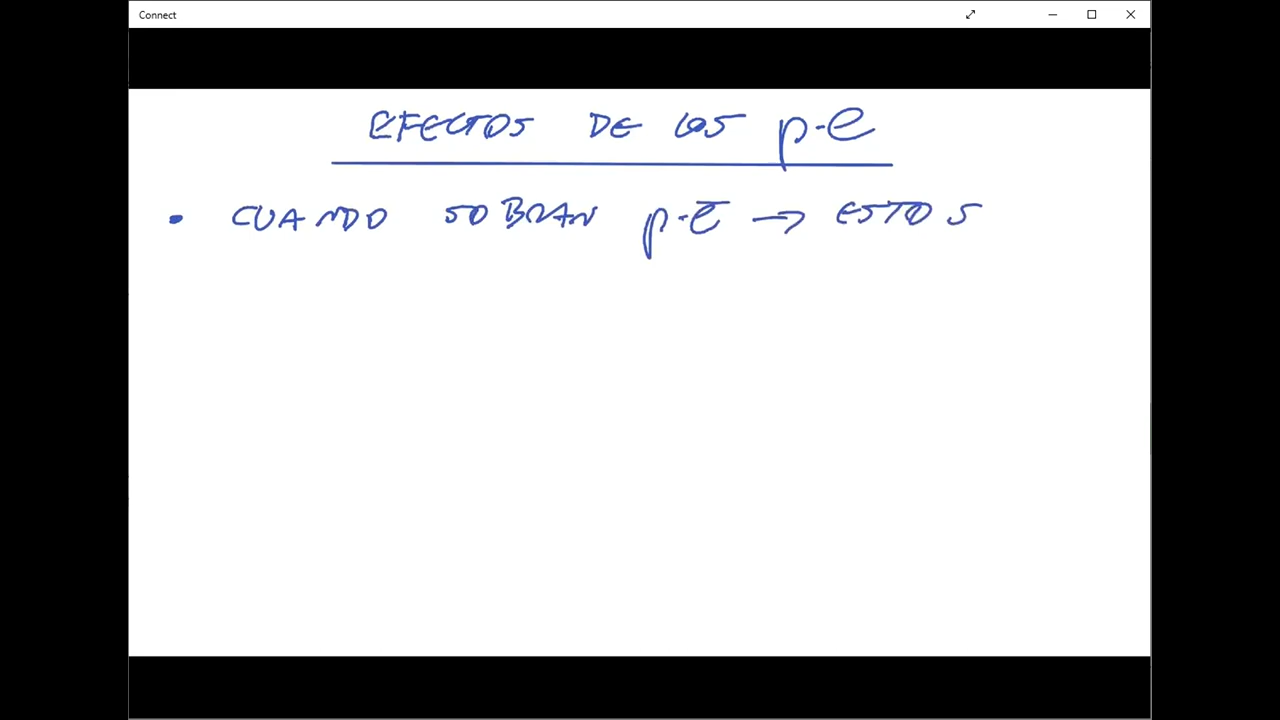 Connect
EFECTOS DE LOS p-e
• CUANDO SOBRAN p-e → ESTOS